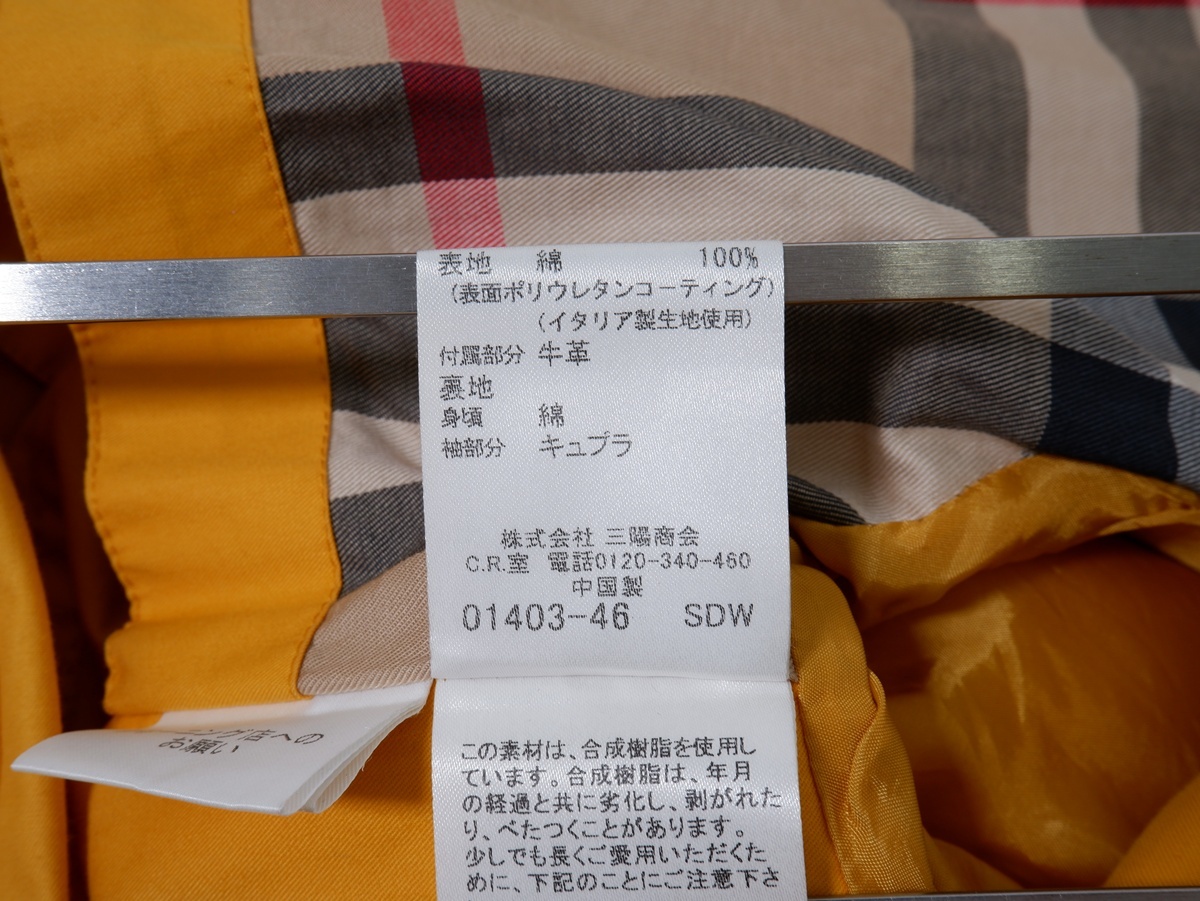 表地 綿 100%
(表面ポリウレタンコーティング)
(イタリア製生地使用)
付属部分 牛革
裏地
身頃 綿
袖部分 キュプラ
株式会社 三陽商会
C.R.室 電話0120-340-460
中国製
01403-46 SDW
ング店への
お願い
この素材は、合成樹脂を使用し
ています。合成樹脂は、年月
の経過と共に劣化し、剥がれた
り、べたつくことがあります。
少しでも長くご愛用いただくた
めに、下記のことにご注意下さ